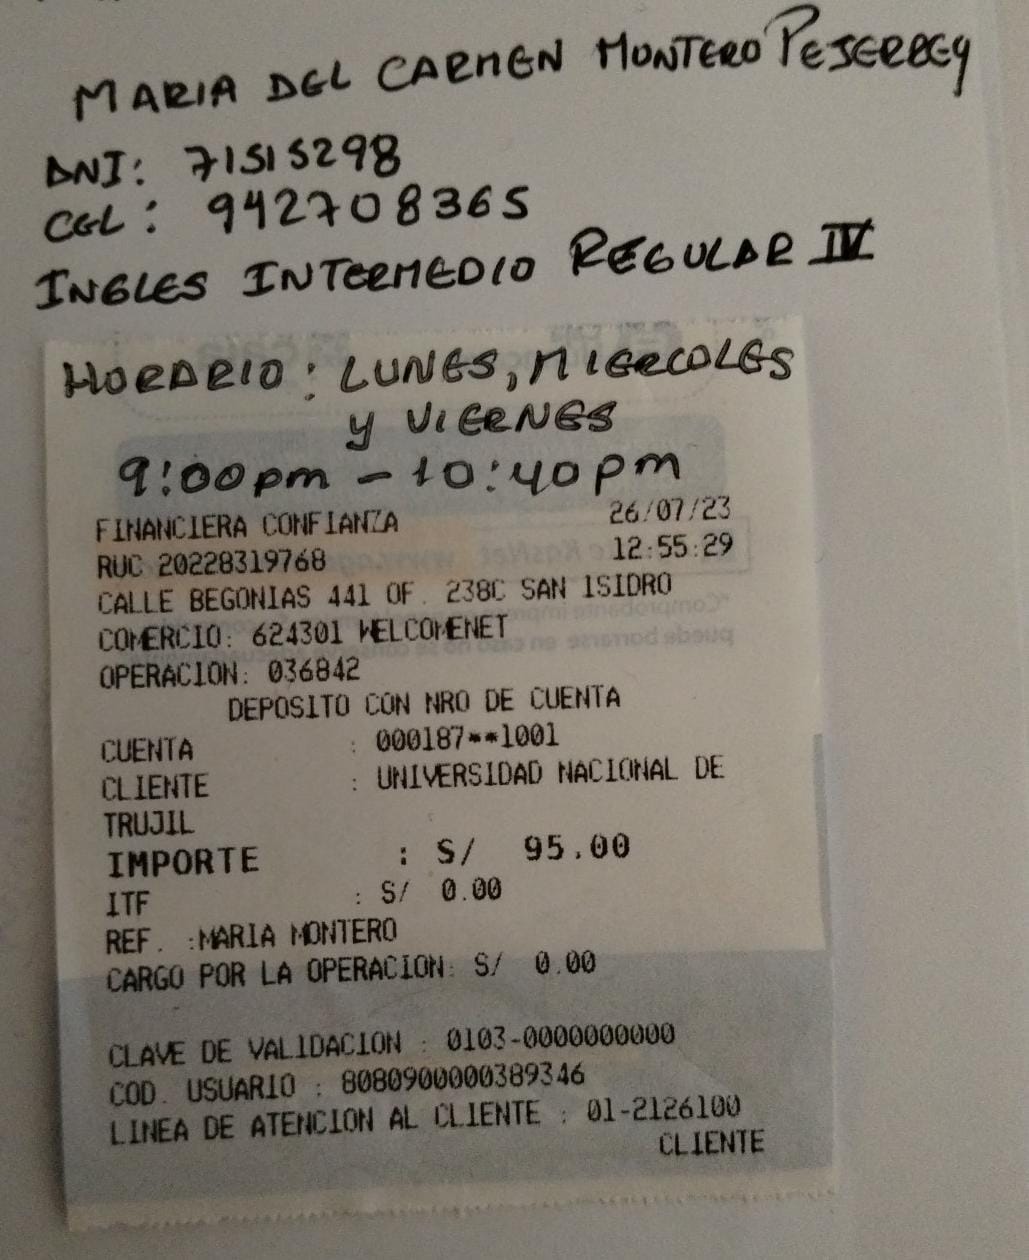 MARIA DEL CARMEN MONTERO PEJERREY
DNI: 71515298
CEL: 942708365
INGLES INTERMEDIO REGULAR IV
HORARIO: LUNES, MIERCOLES
y VIERNES
9:00pm - 10:40pm
FINANCIERA CONFIANZA 26/07/23
RUC 20228319768 12:55:29
CALLE BEGONIAS 441 OF. 238C SAN ISIDRO
COMERCIO: 624301 WELCOMENET
OPERACION: 036842
DEPOSITO CON NRO DE CUENTA
CUENTA : 000187**1001
CLIENTE : UNIVERSIDAD NACIONAL DE
TRUJIL
IMPORTE : S/ 95.00
ITF : S/ 0.00
REF. :MARIA MONTERO
CARGO POR LA OPERACION: S/ 0.00
CLAVE DE VALIDACION : 0103-0000000000
COD. USUARIO : 8080900000389346
LINEA DE ATENCION AL CLIENTE : 01-2126100
CLIENTE